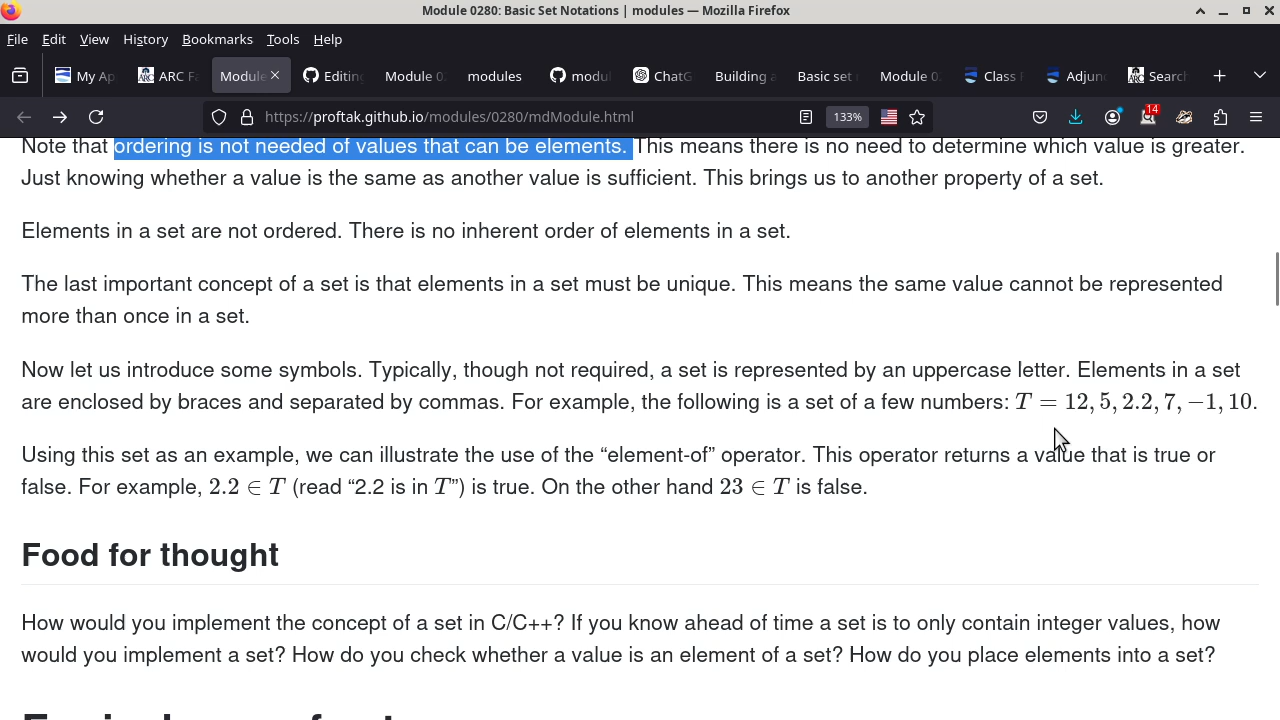 Module 0280: Basic Set Notations | modules — Mozilla Firefox
File Edit View History Bookmarks Tools Help
My Ap ARC Fa Module Editin Module 0 modules modul ChatG Building a Basic set Module 0 Class Adjun Search
https://proftak.github.io/modules/0280/mdModule.html 133% 14
Note that ordering is not needed of values that can be elements. This means there is no need to determine which value is greater.
Just knowing whether a value is the same as another value is sufficient. This brings us to another property of a set.
Elements in a set are not ordered. There is no inherent order of elements in a set.
The last important concept of a set is that elements in a set must be unique. This means the same value cannot be represented
more than once in a set.
Now let us introduce some symbols. Typically, though not required, a set is represented by an uppercase letter. Elements in a set
are enclosed by braces and separated by commas. For example, the following is a set of a few numbers: T = 12, 5, 2.2, 7, −1, 10.
Using this set as an example, we can illustrate the use of the “element-of” operator. This operator returns a value that is true or
false. For example, 2.2 ∈ T (read “2.2 is in T”) is true. On the other hand 23 ∈ T is false.
Food for thought
How would you implement the concept of a set in C/C++? If you know ahead of time a set is to only contain integer values, how
would you implement a set? How do you check whether a value is an element of a set? How do you place elements into a set?